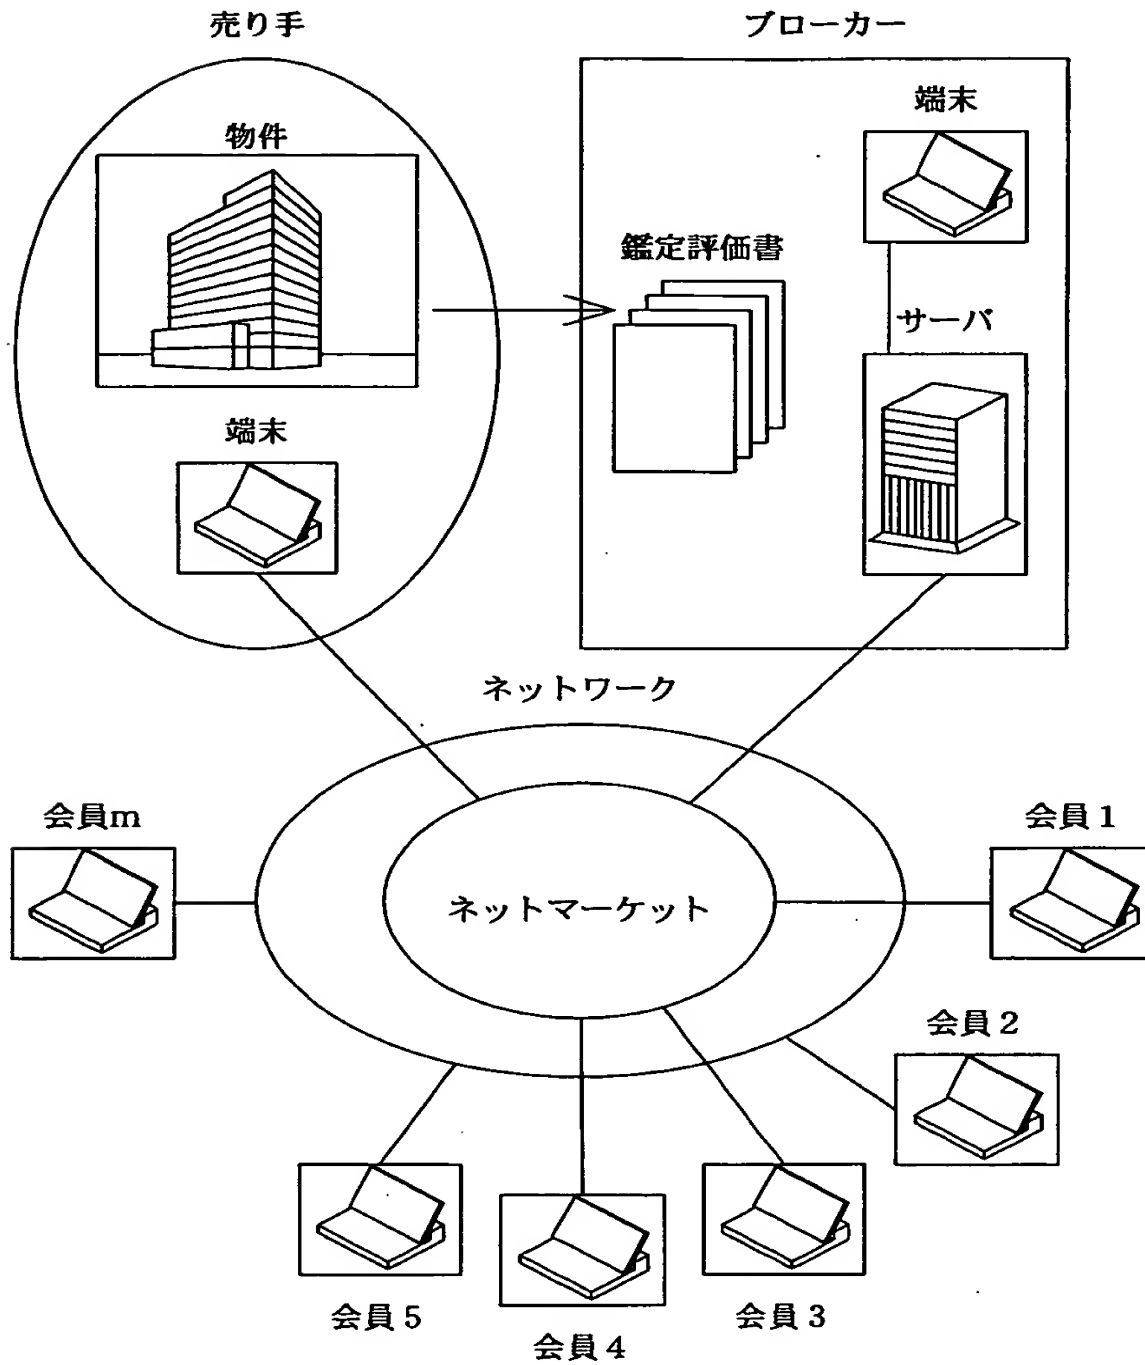 売り手
ブローカー
物件
端末
鑑定評価書
サーバ
端末
ネットワーク
会員m
会員1
ネットマーケット
会員2
会員5
会員3
会員4